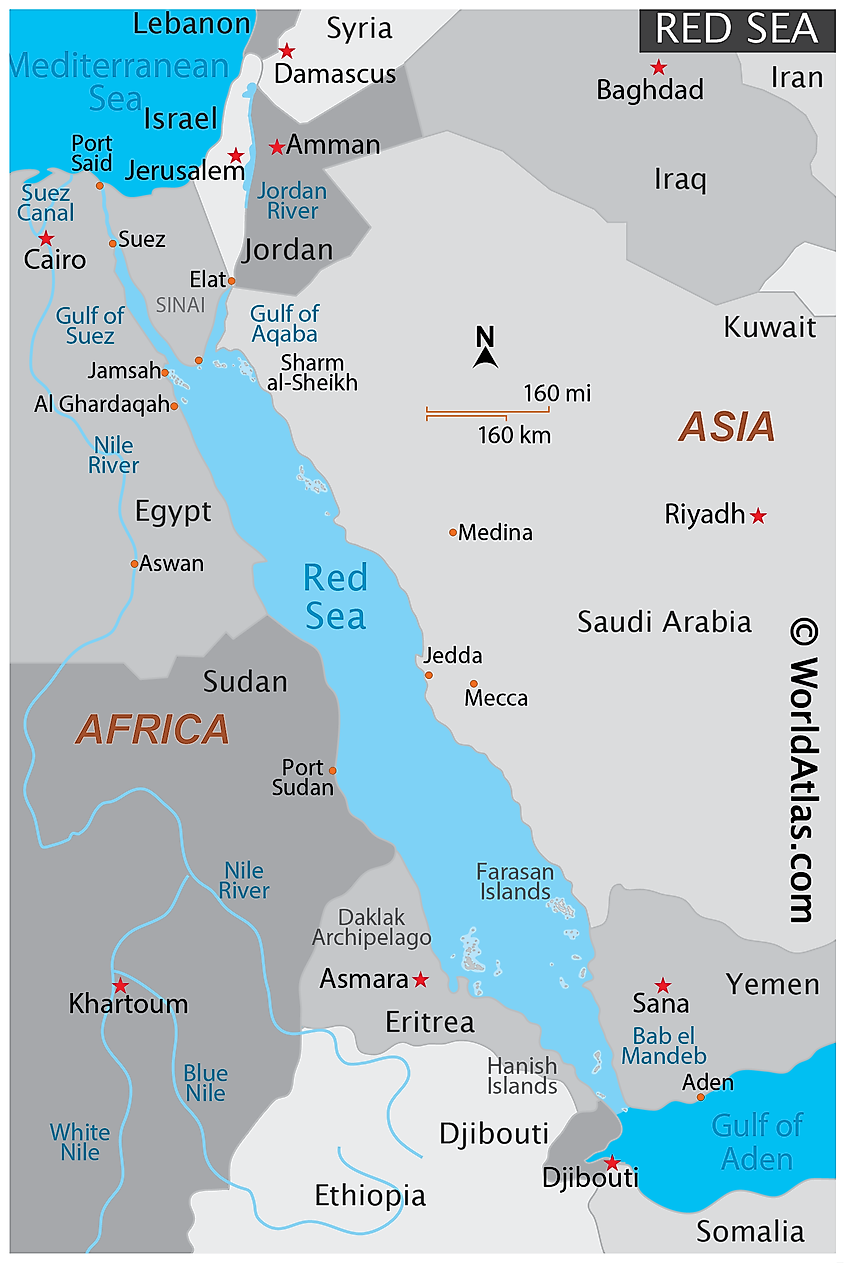 Lebanon
Syria
RED SEA
Mediterranean
Sea
Damascus
Baghdad
Iran
Israel
Port
Said
Jerusalem
Amman
Iraq
Suez
Canal
Jordan
River
Cairo
Suez
Jordan
Elat
SINAI
Gulf of
Suez
Gulf of
Aqaba
Kuwait
N
Jamsah
Sharm
al-Sheikh
Al Ghardaqah
160 mi
160 km
ASIA
Nile
River
Egypt
Riyadh
Medina
Aswan
Red
Sea
Saudi Arabia
© WorldAtlas.com
Jedda
Mecca
Sudan
AFRICA
Port
Sudan
Nile
River
Farasan
Islands
Daklak
Archipelago
Asmara
Khartoum
Eritrea
Sana
Yemen
Bab el
Mandeb
Hanish
Islands
Blue
Nile
Aden
White
Nile
Djibouti
Gulf of
Aden
Djibouti
Ethiopia
Somalia